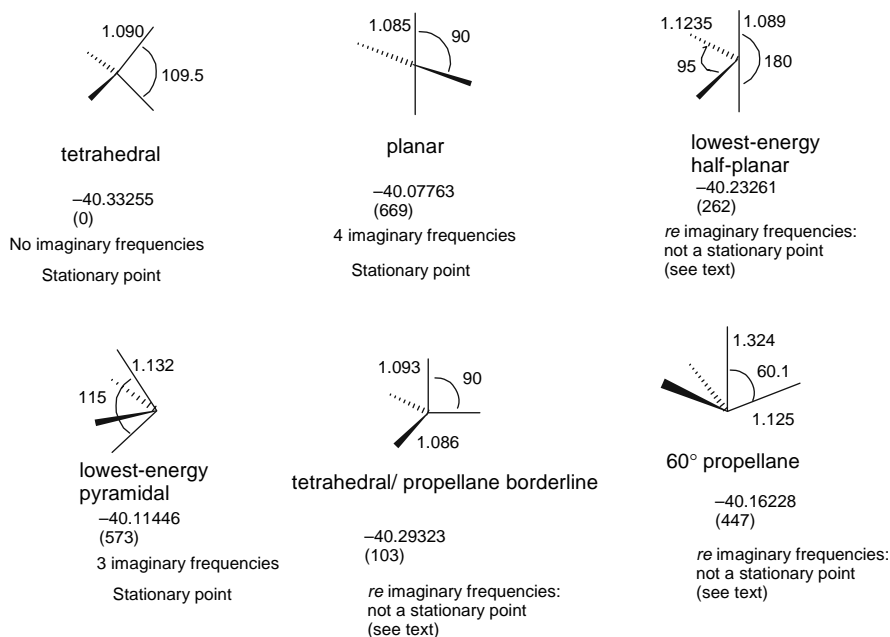 1.090
109.5
tetrahedral
–40.33255
(0)
No imaginary frequencies
Stationary point
1.085
90
planar
–40.07763
(669)
4 imaginary frequencies
Stationary point
1.1235
1.089
95
180
lowest-energy
half-planar
–40.23261
(262)
re imaginary frequencies:
not a stationary point
(see text)
1.132
115
lowest-energy
pyramidal
–40.11446
(573)
3 imaginary frequencies
Stationary point
1.093
90
1.086
tetrahedral/ propellane borderline
–40.29323
(103)
re imaginary frequencies:
not a stationary point
(see text)
1.324
60.1
1.125
60° propellane
–40.16228
(447)
re imaginary frequencies:
not a stationary point
(see text)